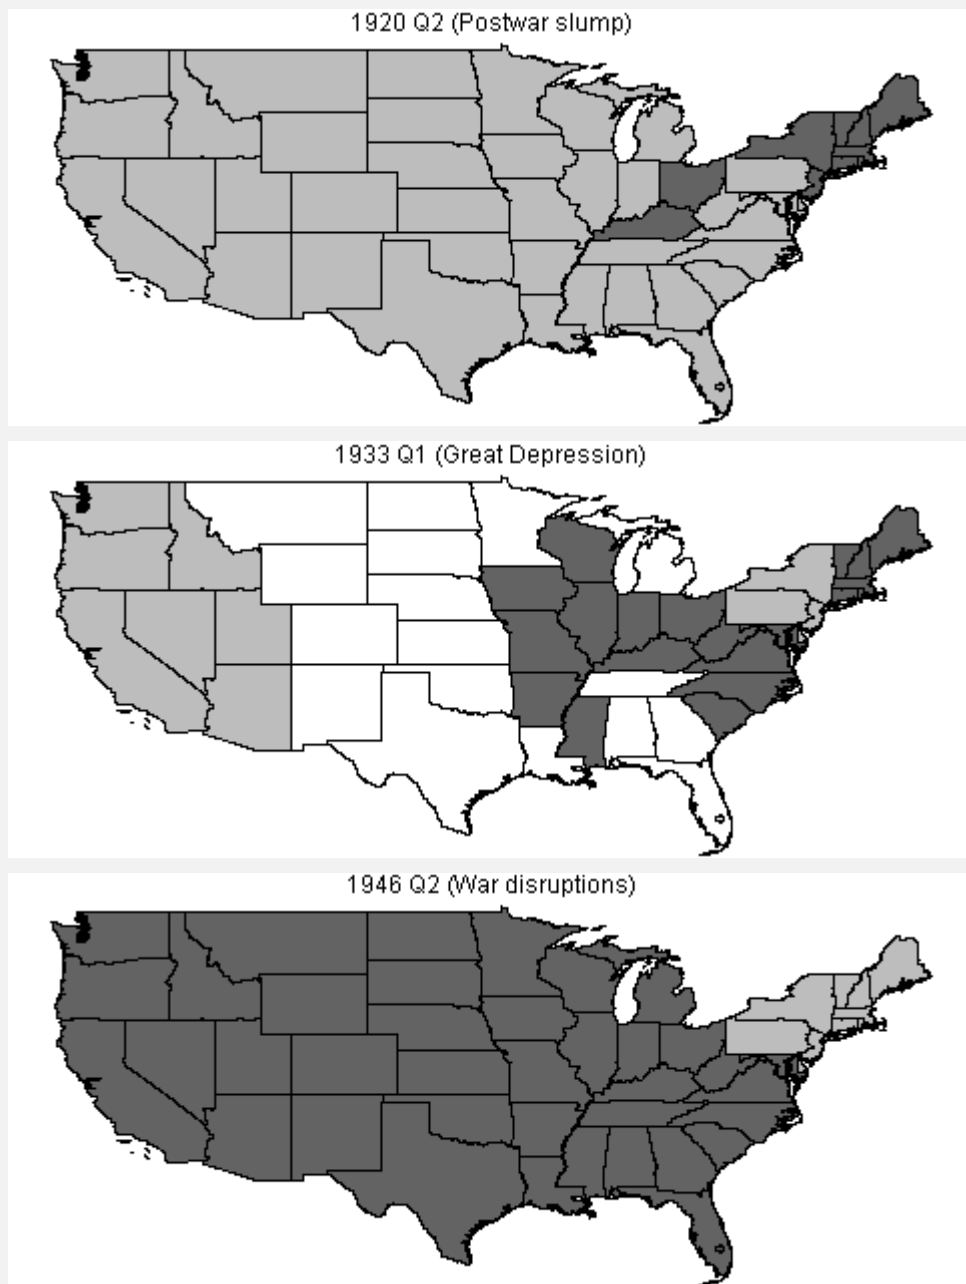 1920 Q2 (Postwar slump)
1933 Q1 (Great Depression)
1946 Q2 (War disruptions)